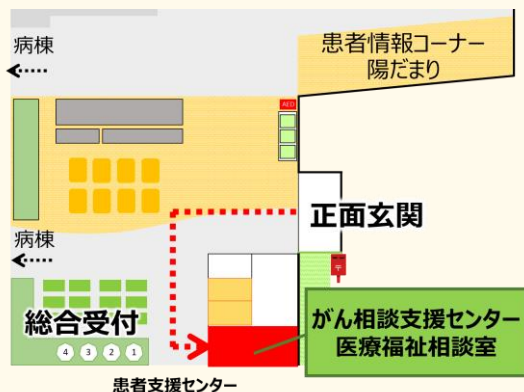 病棟
患者情報コーナー
陽だまり
AED
正面玄関
病棟
〒
総合受付
4 3 2 1
がん相談支援センター
医療福祉相談室
患者支援センター